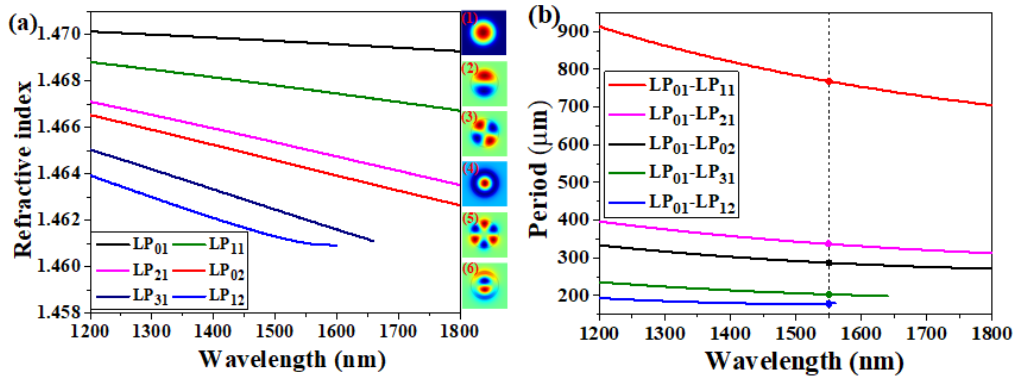 (a)
1.470
1.468
1.466
1.464
1.462
1.460
1.458
Refractive index
LP01 LP11
LP21 LP02
LP31 LP12
1200 1300 1400 1500 1600 1700 1800
Wavelength (nm)
(1)
(2)
(3)
(4)
(5)
(6)
(b)
900
800
700
600
500
400
300
200
Period (μm)
LP01-LP11
LP01-LP21
LP01-LP02
LP01-LP31
LP01-LP12
1200 1300 1400 1500 1600 1700 1800
Wavelength (nm)